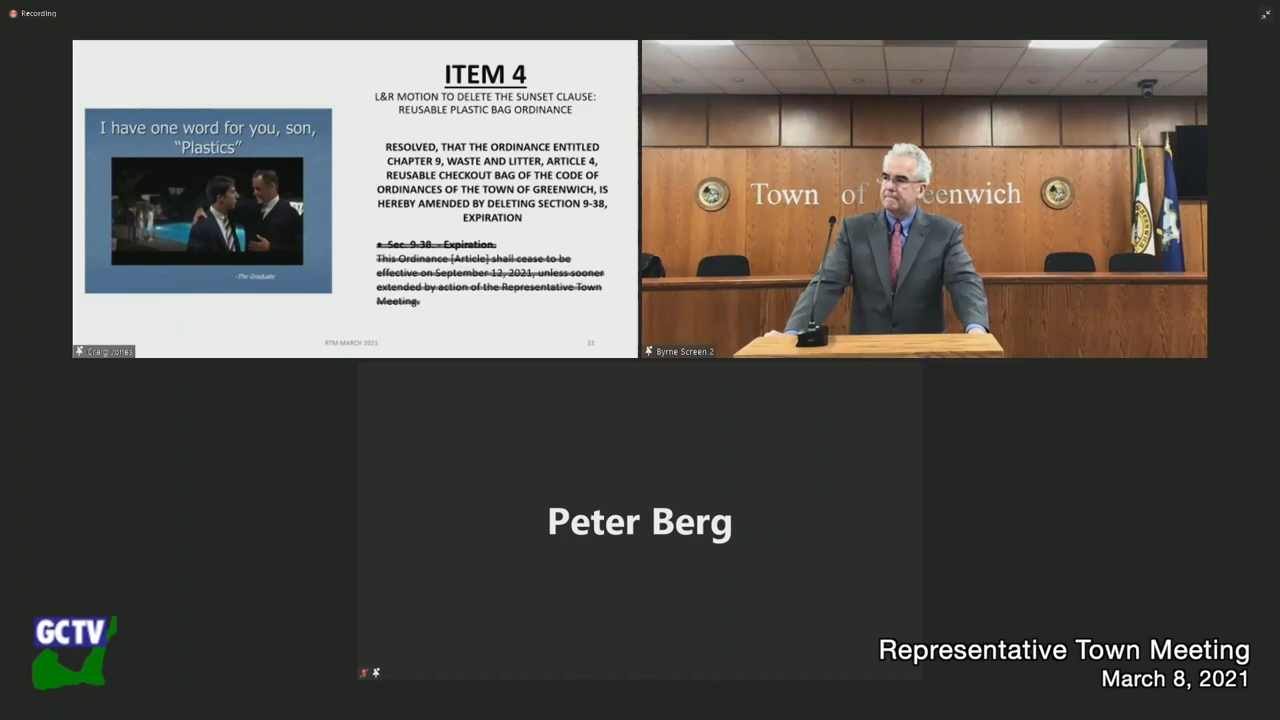 Recording
ITEM 4
L&R MOTION TO DELETE THE SUNSET CLAUSE:
REUSABLE PLASTIC BAG ORDINANCE
I have one word for you, son,
“Plastics”
-The Graduate
RESOLVED, THAT THE ORDINANCE ENTITLED
CHAPTER 9, WASTE AND LITTER, ARTICLE 4,
REUSABLE CHECKOUT BAG OF THE CODE OF
ORDINANCES OF THE TOWN OF GREENWICH, IS
HEREBY AMENDED BY DELETING SECTION 9-38,
EXPIRATION
• Sec. 9-38. - Expiration.
This Ordinance [Article] shall cease to be
effective on September 12, 2021, unless sooner
extended by action of the Representative Town
Meeting.
RTM MARCH 2021
22
Craig Jones
Town of eenwich
Byrne Screen 2
Peter Berg
GCTV
Representative Town Meeting
March 8, 2021